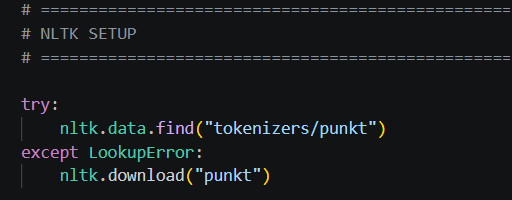 # ==================================================
# NLTK SETUP
# ==================================================
try:
    nltk.data.find("tokenizers/punkt")
except LookupError:
    nltk.download("punkt")